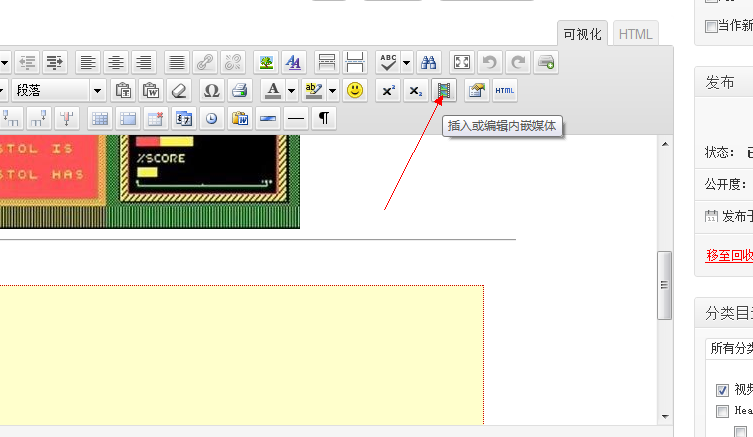 当作新
可视化 HTML
发布
ABC
段落
HTML
插入或编辑内嵌媒体
STOL IS
%SCORE
STOL HAS
状态：
公开度：
发布于
移至回收
分类目
所有分类
视频
Hea